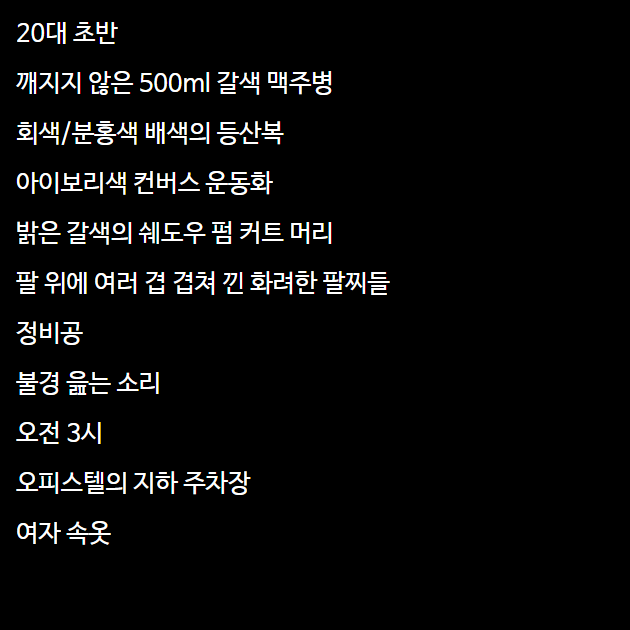 20대 초반
깨지지 않은 500ml 갈색 맥주병
회색/분홍색 배색의 등산복
아이보리색 컨버스 운동화
밝은 갈색의 쉐도우 펌 커트 머리
팔 위에 여러 겹 겹쳐 낀 화려한 팔찌들
정비공
불경 읊는 소리
오전 3시
오피스텔의 지하 주차장
여자 속옷